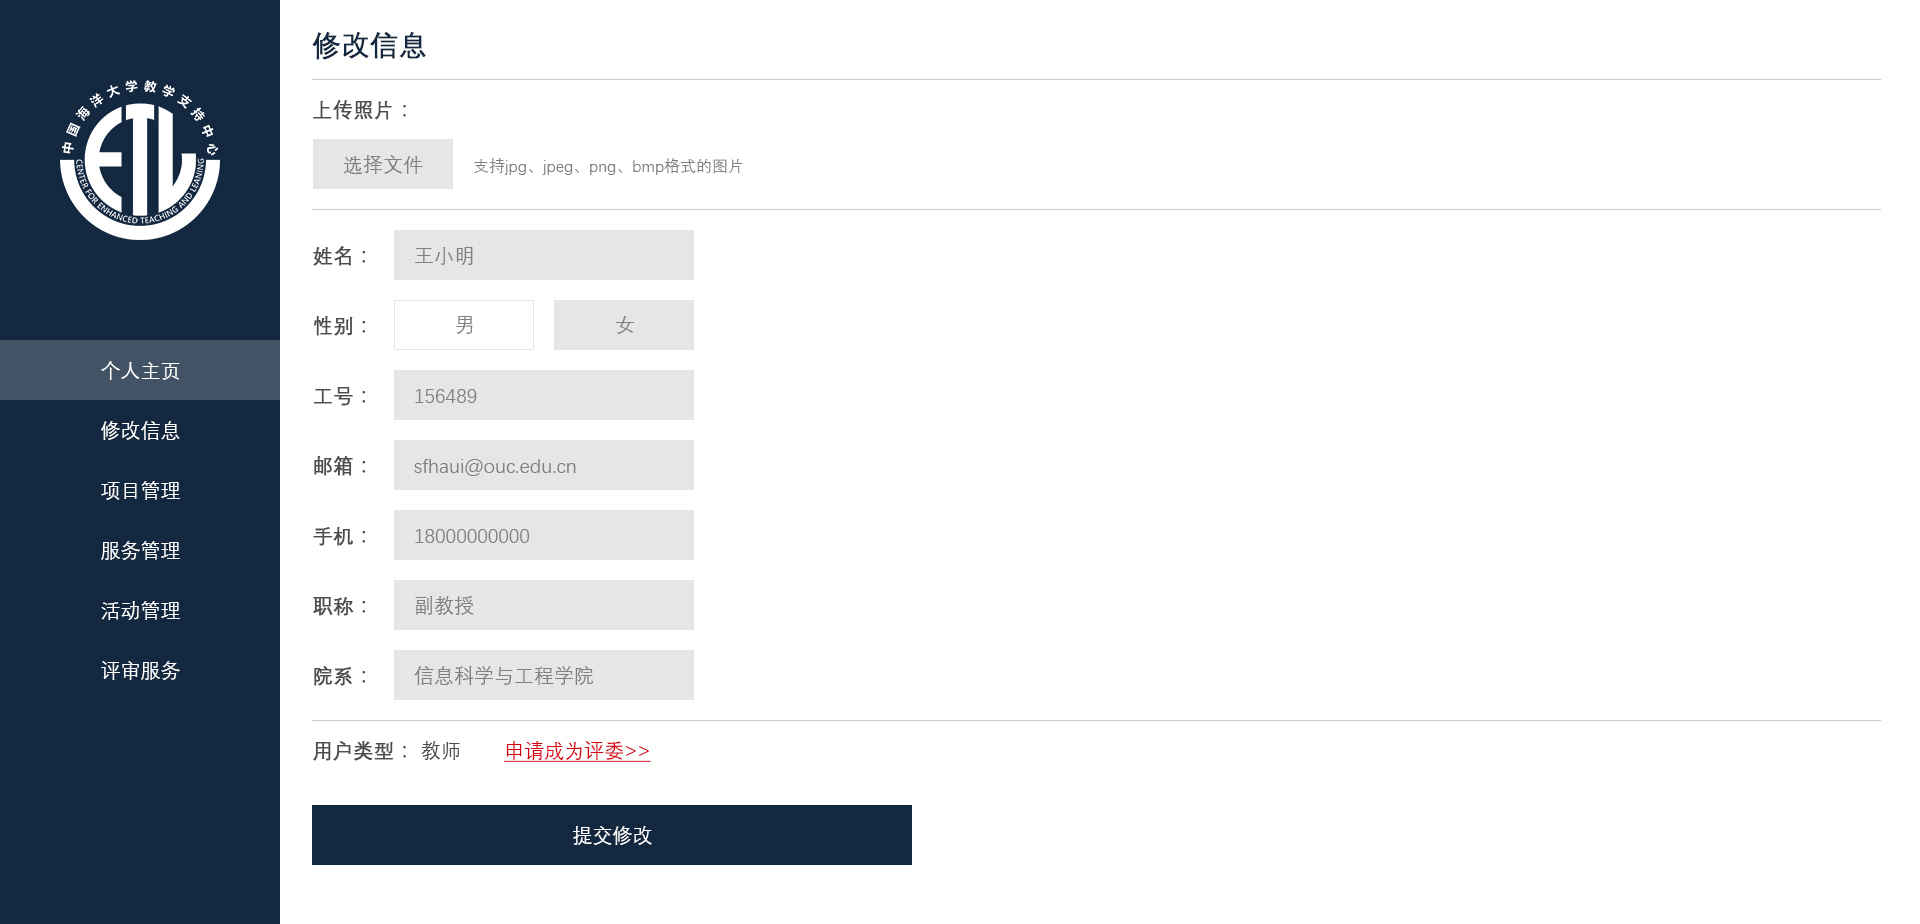 中国海洋大学教学支持中心
CENTER FOR ENHANCED TEACHING AND LEANING
CETL
个人主页
修改信息
项目管理
服务管理
活动管理
评审服务
修改信息
上传照片：
选择文件 支持jpg、jpeg、png、bmp格式的图片
姓名： 王小明
性别： 男 女
工号： 156489
邮箱： sfhaui@ouc.edu.cn
手机： 18000000000
职称： 副教授
院系： 信息科学与工程学院
用户类型： 教师 申请成为评委>>
提交修改